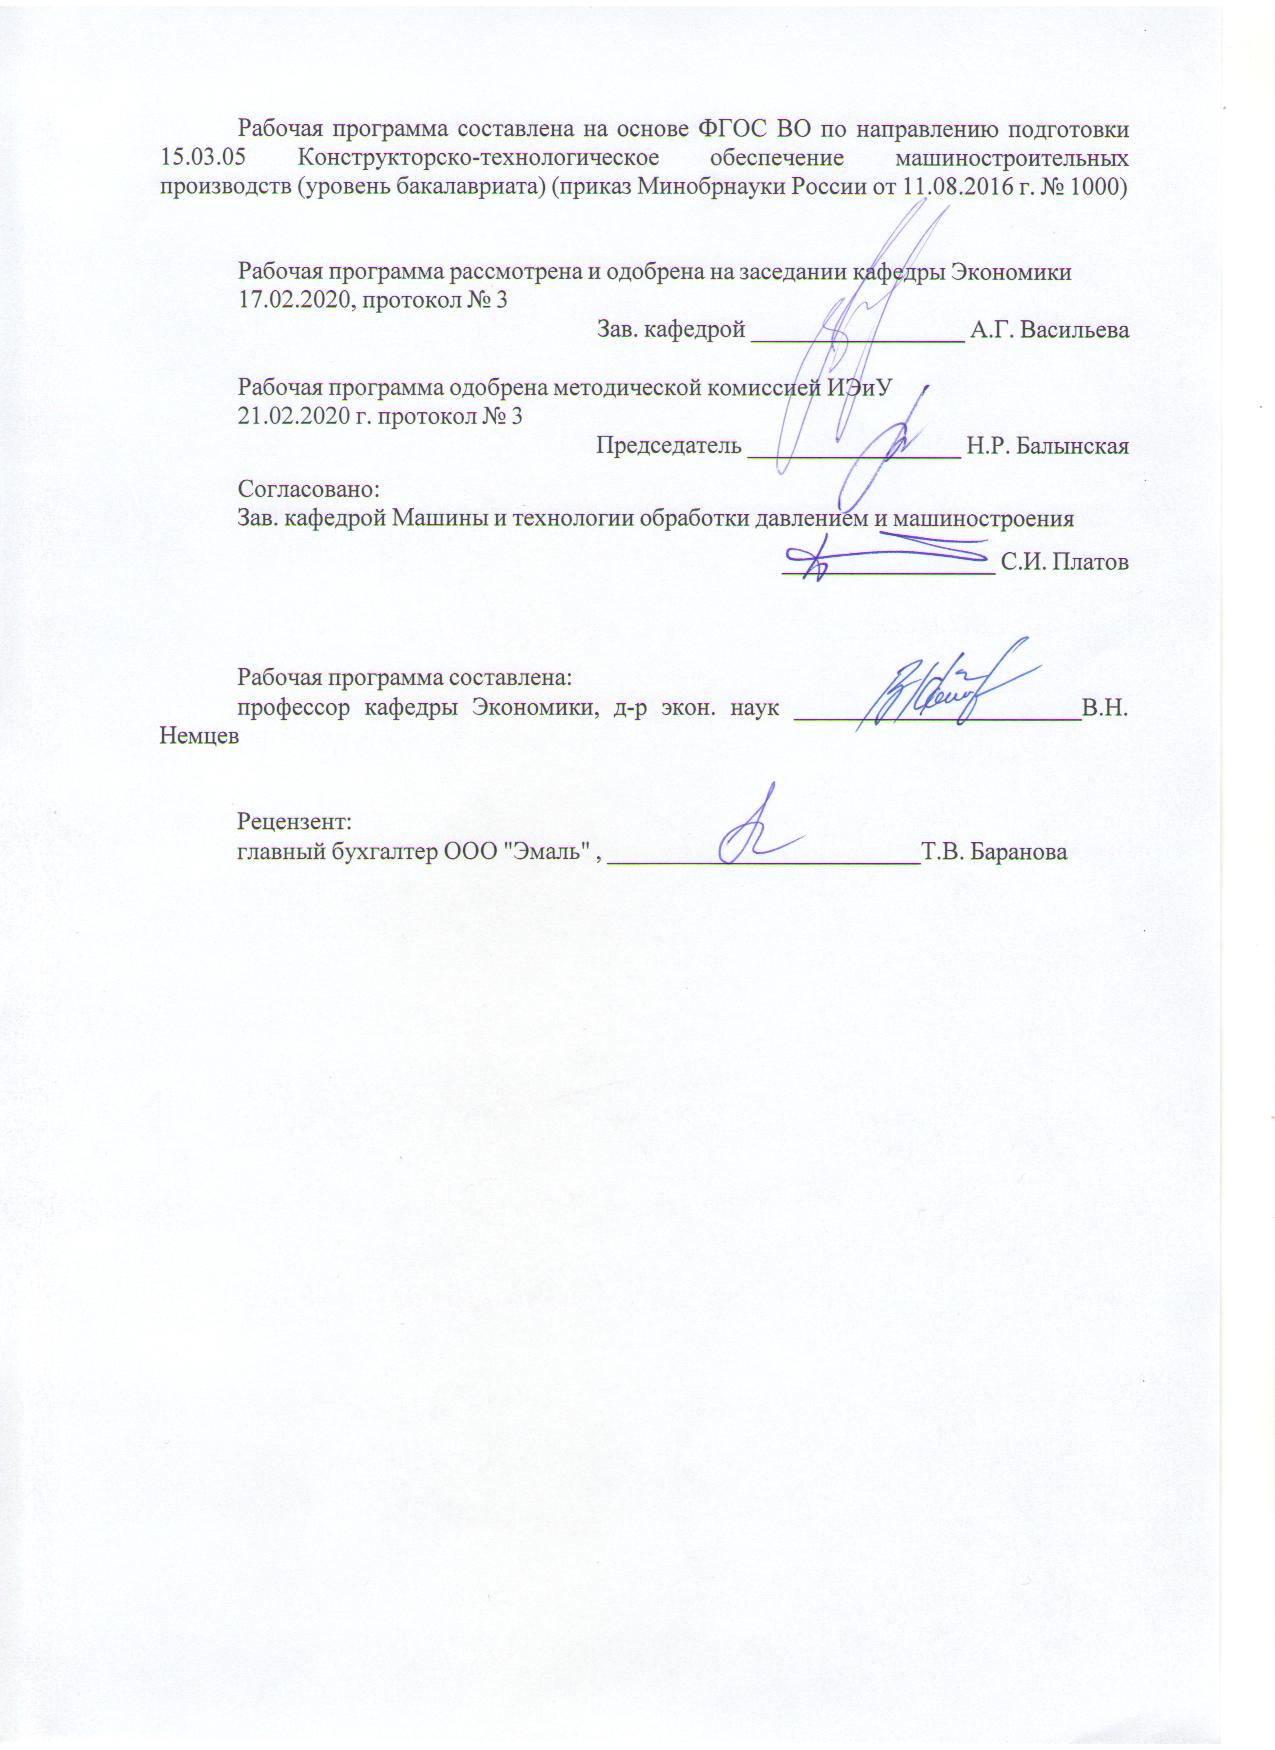 Рабочая программа составлена на основе ФГОС ВО по направлению подготовки
15.03.05 Конструкторско-технологическое обеспечение машиностроительных
производств (уровень бакалавриата) (приказ Минобрнауки России от 11.08.2016 г. № 1000)
Рабочая программа рассмотрена и одобрена на заседании кафедры Экономики
17.02.2020, протокол № 3
Зав. кафедрой _________________ А.Г. Васильева
Рабочая программа одобрена методической комиссией ИЭиУ
21.02.2020 г. протокол № 3
Председатель _________________ Н.Р. Балынская
Согласовано:
Зав. кафедрой Машины и технологии обработки давлением и машиностроения
_________________ С.И. Платов
Рабочая программа составлена:
профессор кафедры Экономики, д-р экон. наук _______________________В.Н.
Немцев
Рецензент:
главный бухгалтер ООО "Эмаль" , _________________________Т.В. Баранова